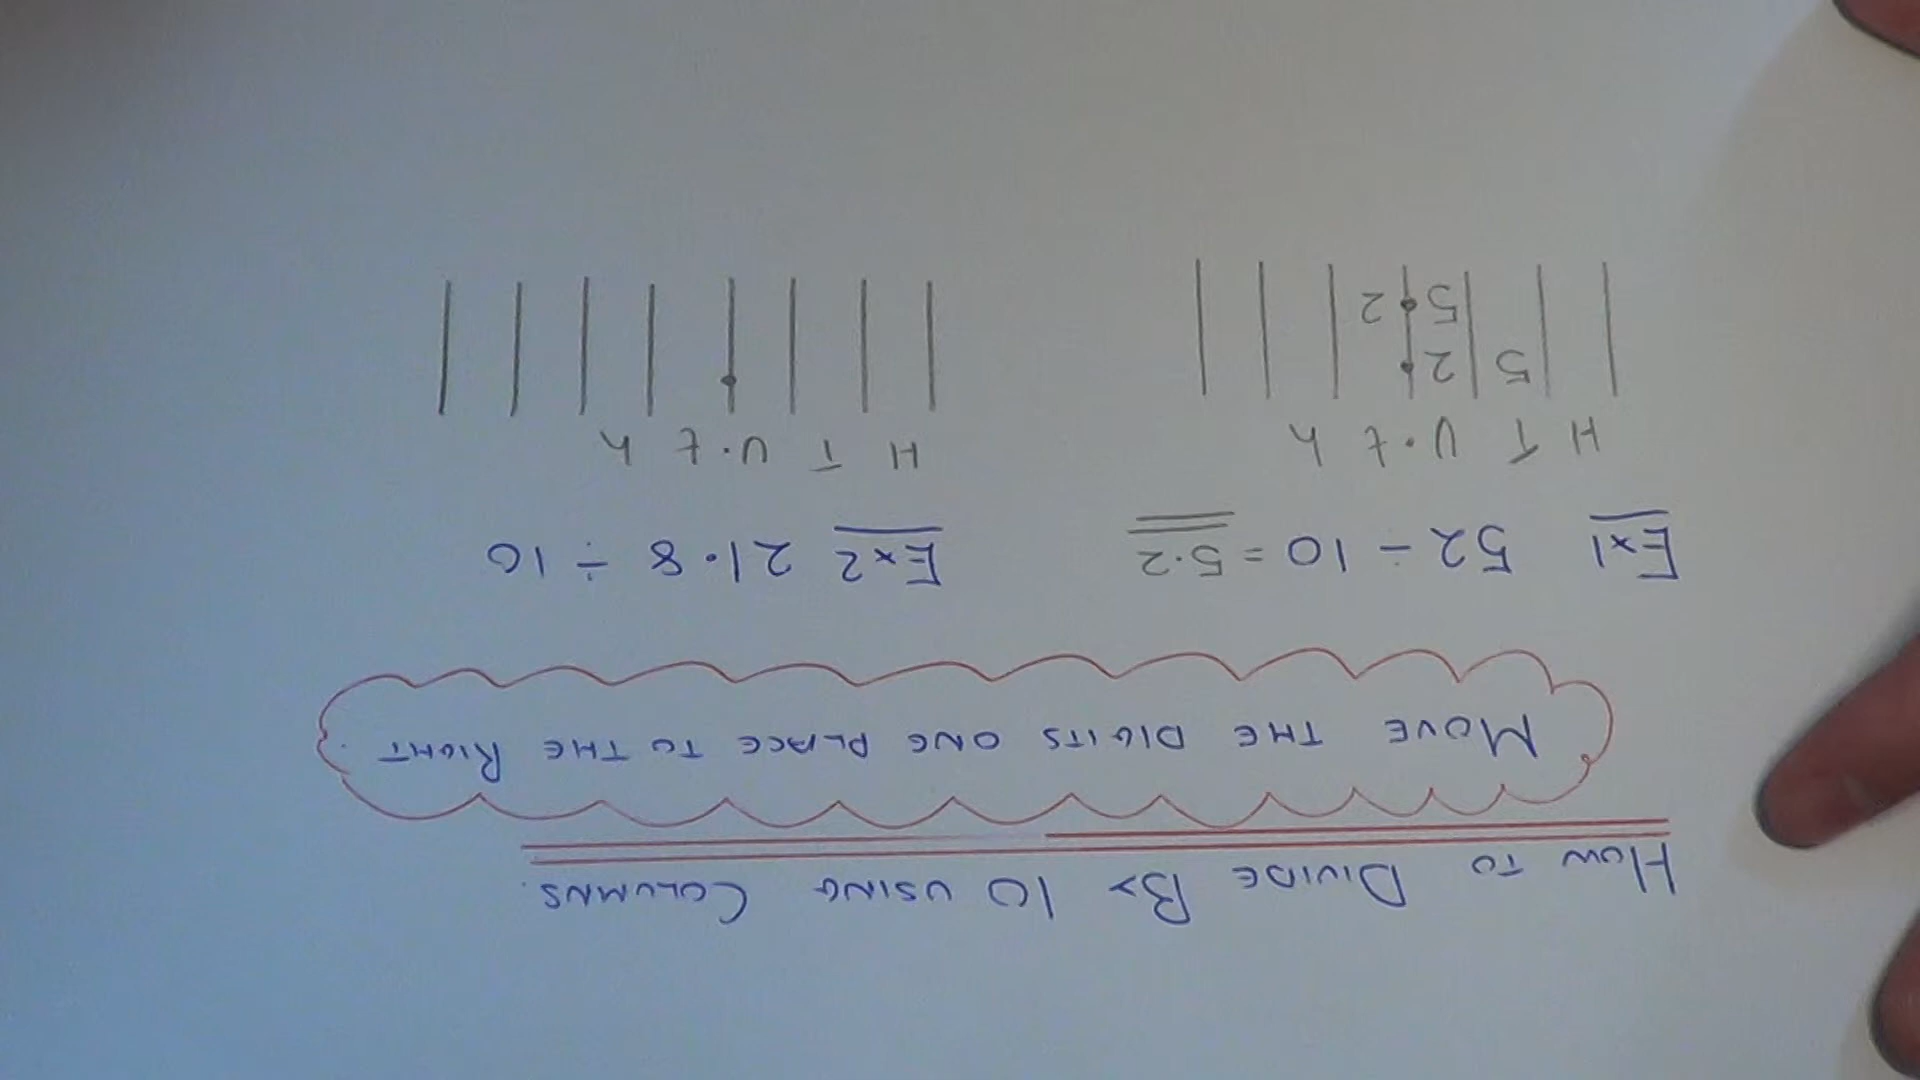 How to Divide By 10 using Columns.
Move the digits one place to the right.
Ex1 52 ÷ 10 = 5.2 Ex2 21.8 ÷ 10
H T U . t h H T U . t h
5 2 .
5 . 2